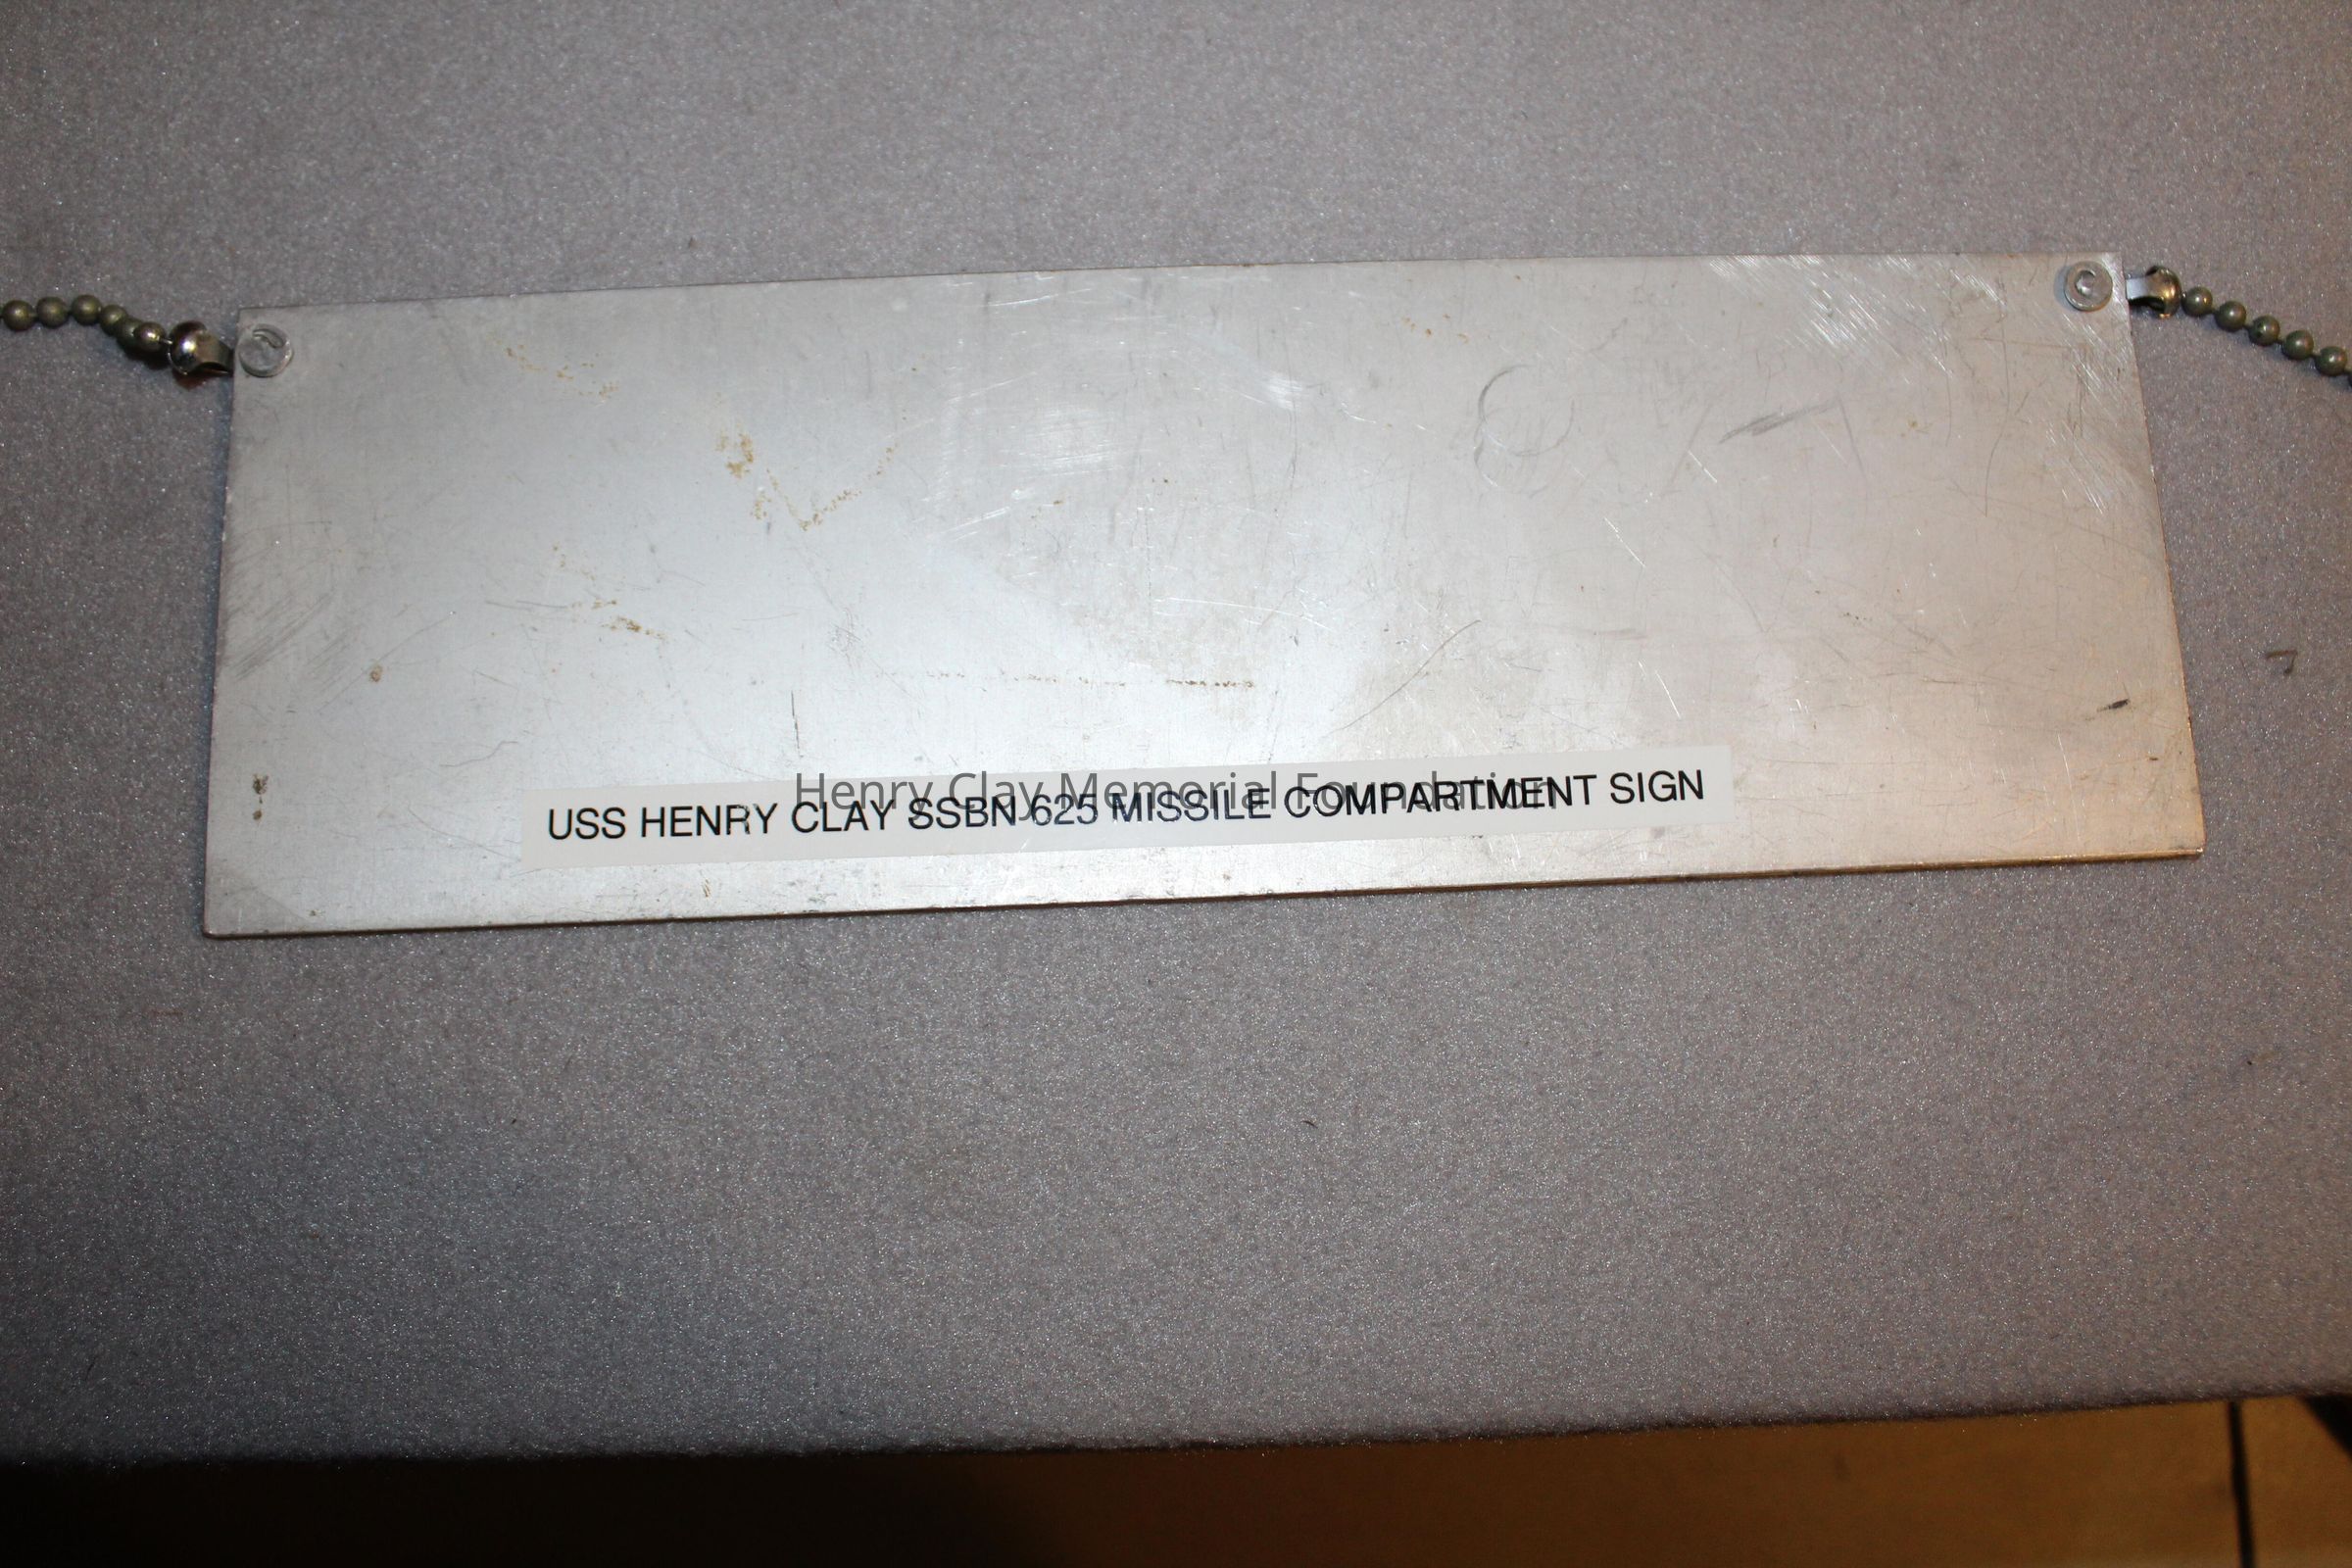 Henry Clay Memorial Foundation
USS HENRY CLAY SSBN 625 MISSILE COMPARTMENT SIGN